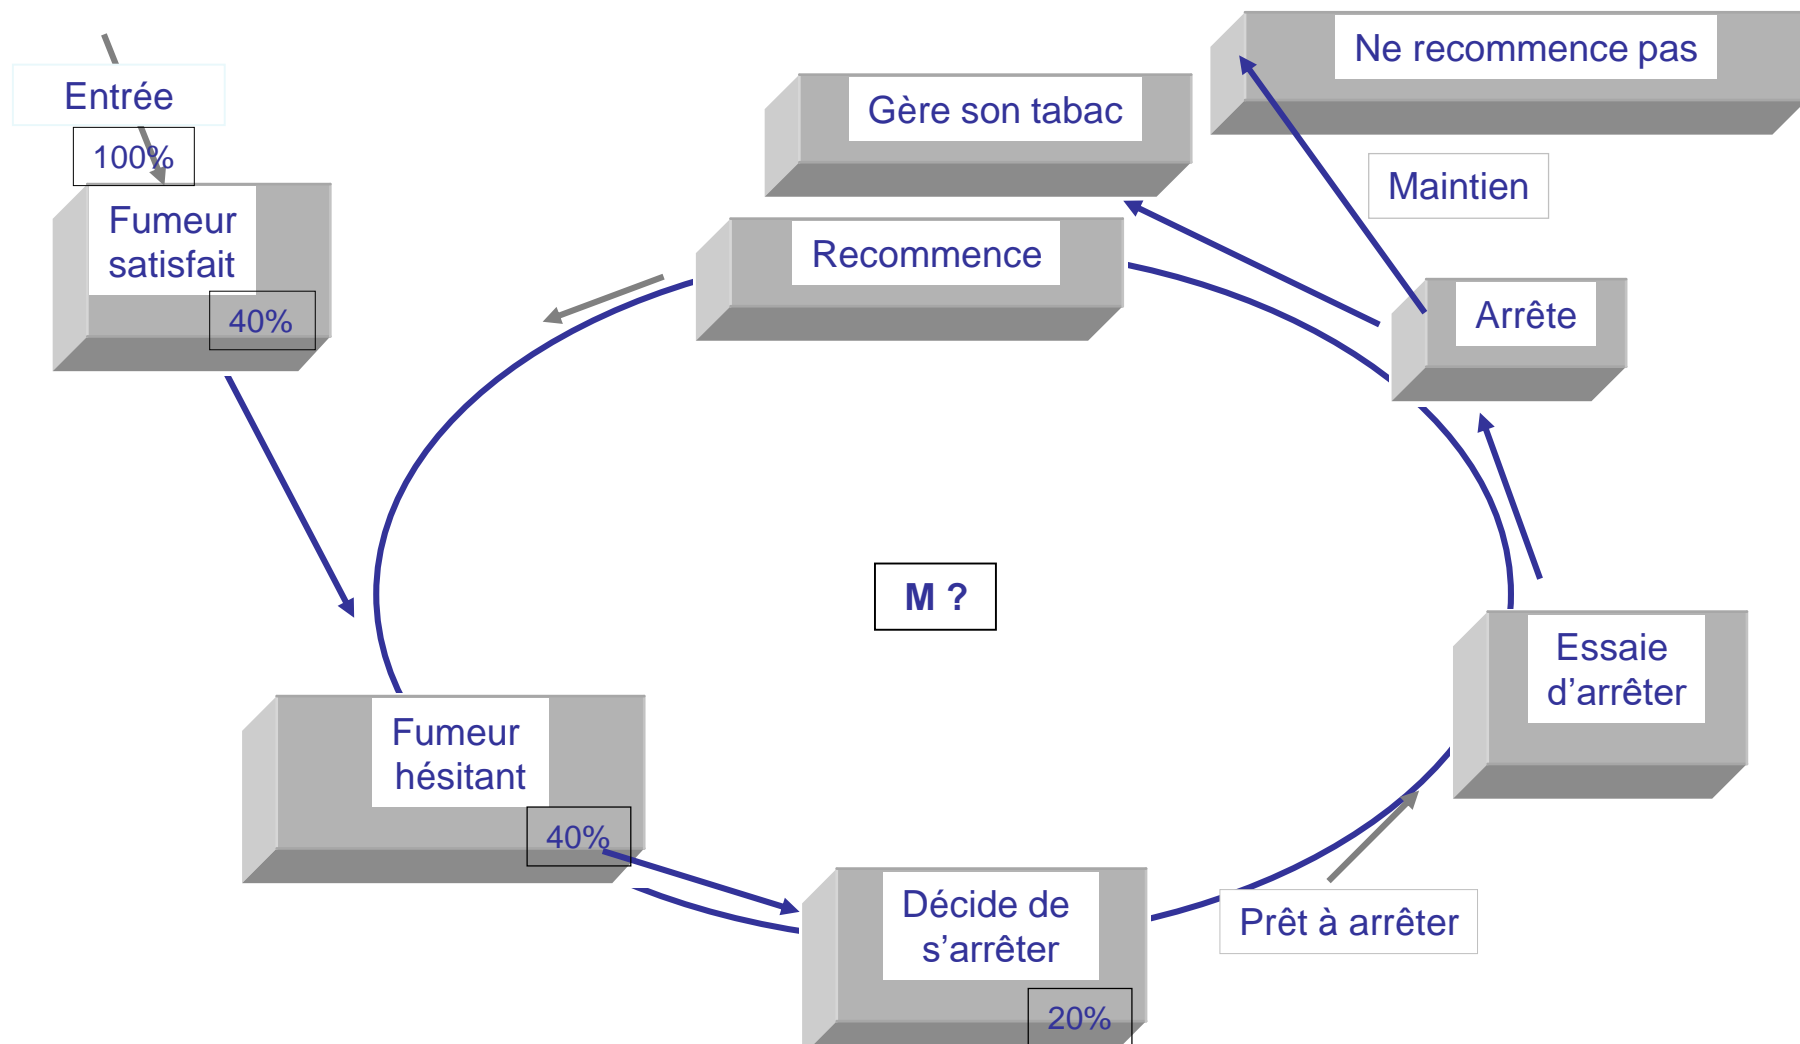 Entrée
100%
Fumeur
satisfait
40%
Ne recommence pas
Gère son tabac
Maintien
Recommence
Arrête
M ?
Essaie
d’arrêter
Fumeur
hésitant
40%
Décide de
s’arrêter
20%
Prêt à arrêter